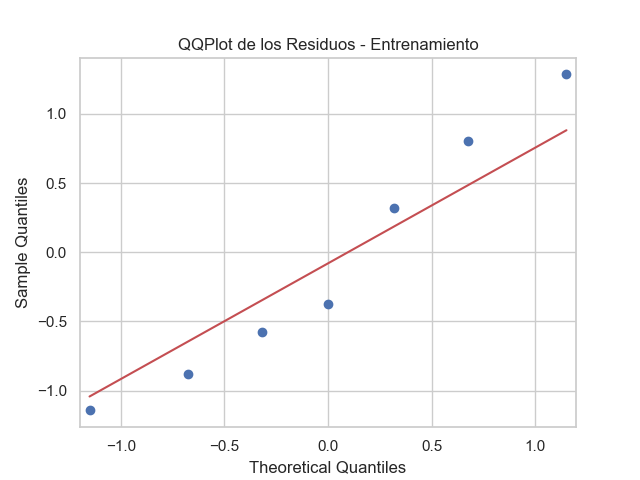 QQPlot de los Residuos - Entrenamiento
1.0
0.5
0.0
−0.5
−1.0
Sample Quantiles
−1.0 −0.5 0.0 0.5 1.0
Theoretical Quantiles